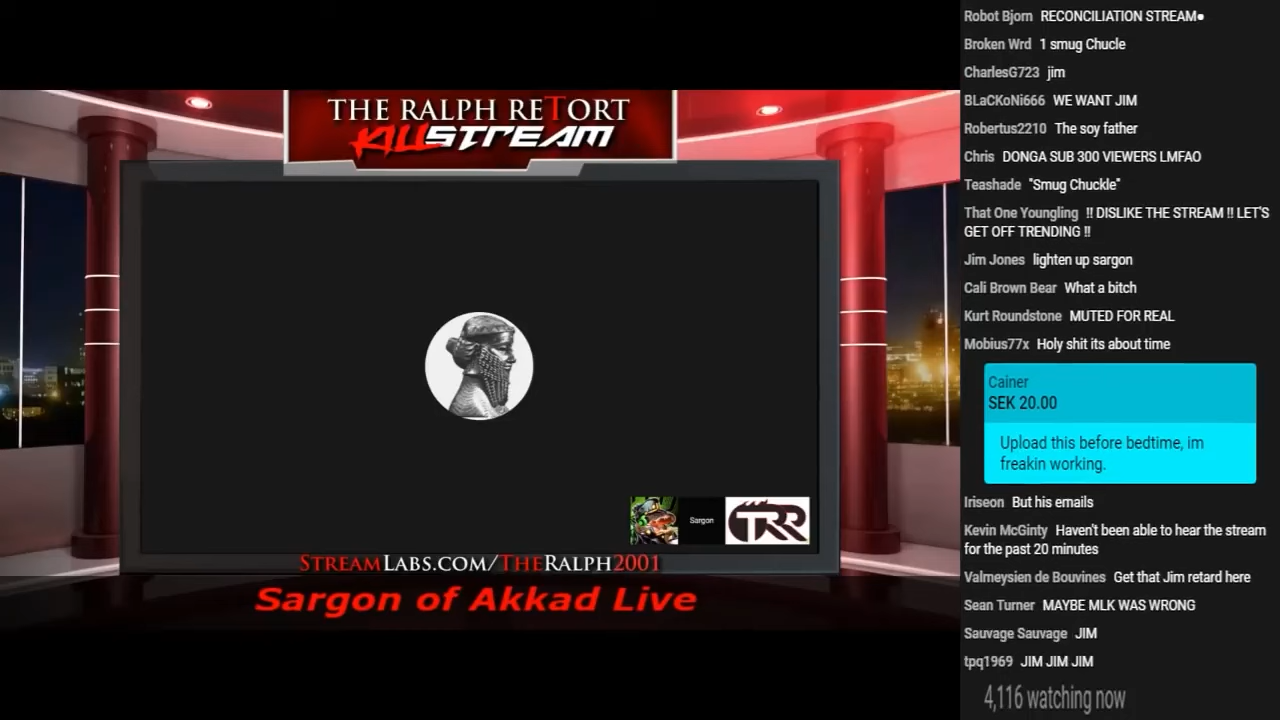 THE RALPH RETORT
KILLSTREAM
Sargon
TRR
STREAMLABS.COM/THERALPH2001
Sargon of Akkad Live
Robot Bjorn RECONCILIATION STREAM●
Broken Wrd 1 smug Chucle
CharlesG723 jim
BLaCKoNi666 WE WANT JIM
Robertus2210 The soy father
Chris DONGA SUB 300 VIEWERS LMFAO
Teashade "Smug Chuckle"
That One Youngling !! DISLIKE THE STREAM !! LET'S
GET OFF TRENDING !!
Jim Jones lighten up sargon
Cali Brown Bear What a bitch
Kurt Roundstone MUTED FOR REAL
Mobius77x Holy shit its about time
Cainer
SEK 20.00
Upload this before bedtime, im
freakin working.
Iriseon But his emails
Kevin McGinty Haven't been able to hear the stream
for the past 20 minutes
Valmeysien de Bouvines Get that Jim retard here
Sean Turner MAYBE MLK WAS WRONG
Sauvage Sauvage JIM
tpq1969 JIM JIM JIM
4,116 watching now